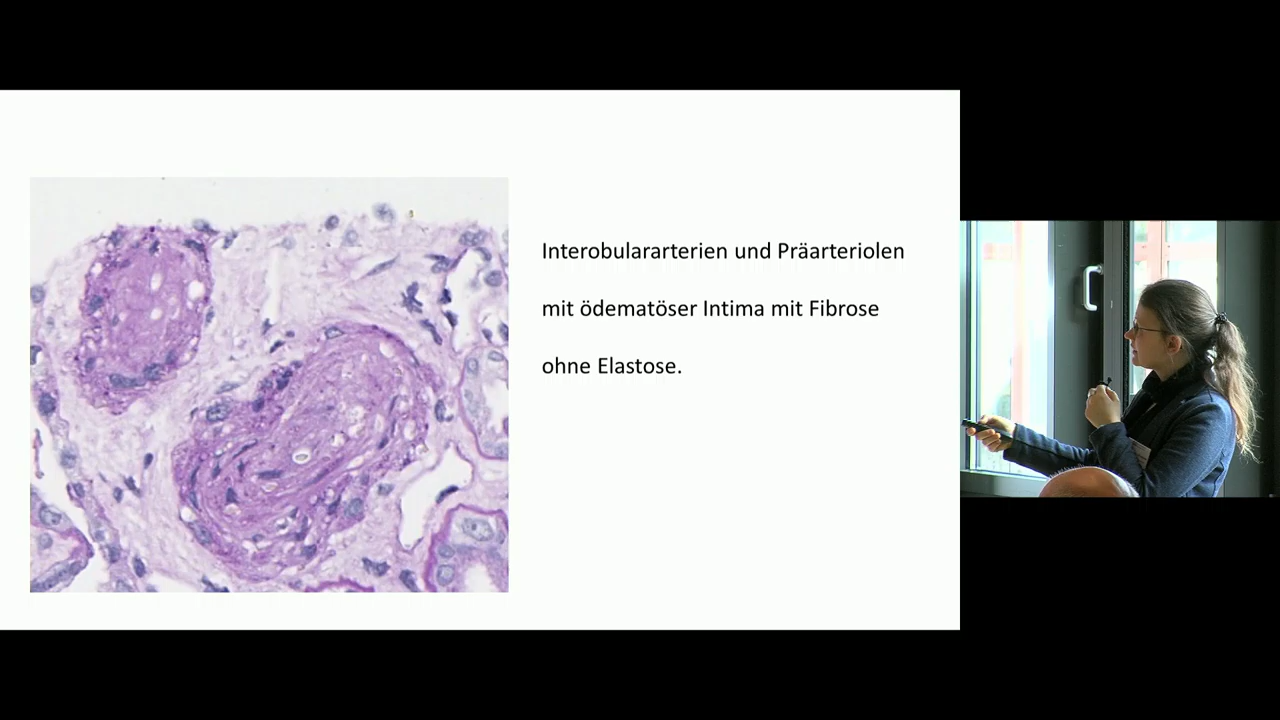 Interobulararterien und Präarteriolen
mit ödematöser Intima mit Fibrose
ohne Elastose.